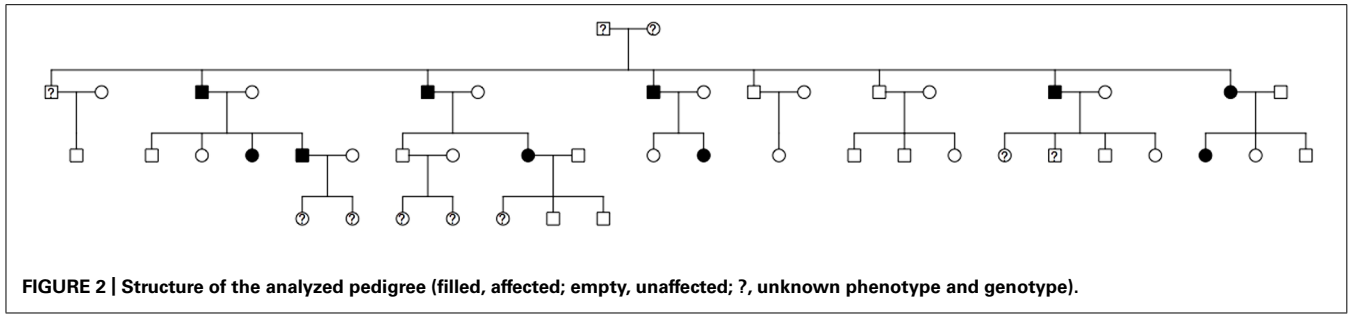 ? ?
?
? ?
? ? ? ? ?
FIGURE 2 | Structure of the analyzed pedigree (filled, affected; empty, unaffected; ?, unknown phenotype and genotype).